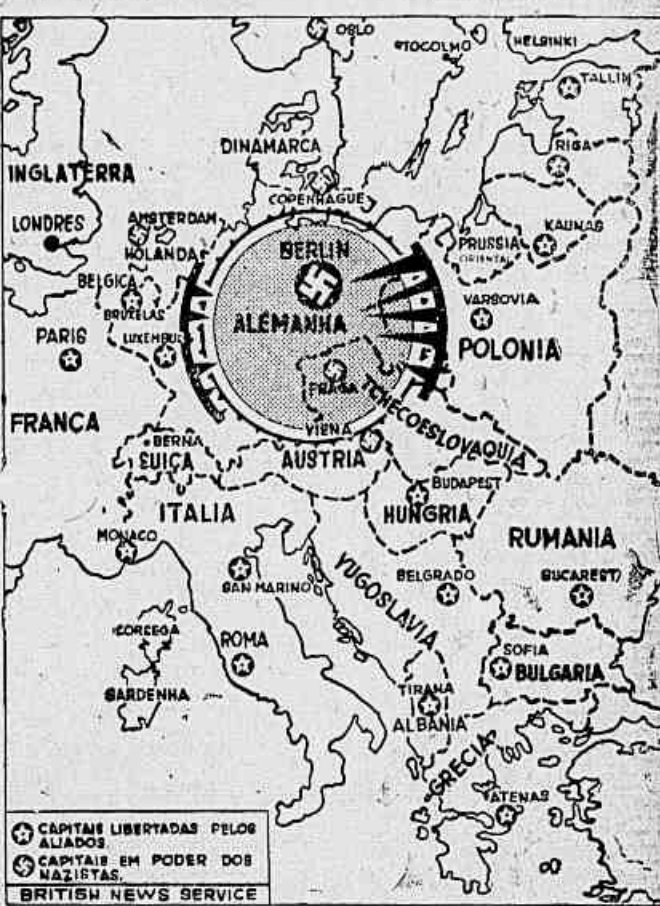 OSLO
STOCOLMO
HELSINKI
TALLIN
DINAMARCA
RIGA
INGLATERRA
COPENHAGUE
LONDRES
AMSTERDAM
HOLANDA
BERLIN
PRUSSIA
ORIENTAL
KAUNAS
BELGICA
BRUXELAS
VARSOVIA
ALEMANHA
PARIS
LUXEMBUL
POLONIA
PRAGA
TCHECOESLOVAQUIA
FRANCA
VIENA
BERNA
SUIÇA
AUSTRIA
BUDAPEST
HUNGRIA
ITALIA
RUMANIA
MONACO
YUGOSLAVIA
SAN MARINO
BELGRADO
BUCAREST
CORCEGA
ROMA
SOFIA
BULGARIA
SARDENHA
TIRANA
ALBANIA
GRECIA
ATENAS
CAPITAIS LIBERTADAS PELOS
ALIADOS.
CAPITAIS EM PODER DOS
NAZISTAS.
BRITISH NEWS SERVICE